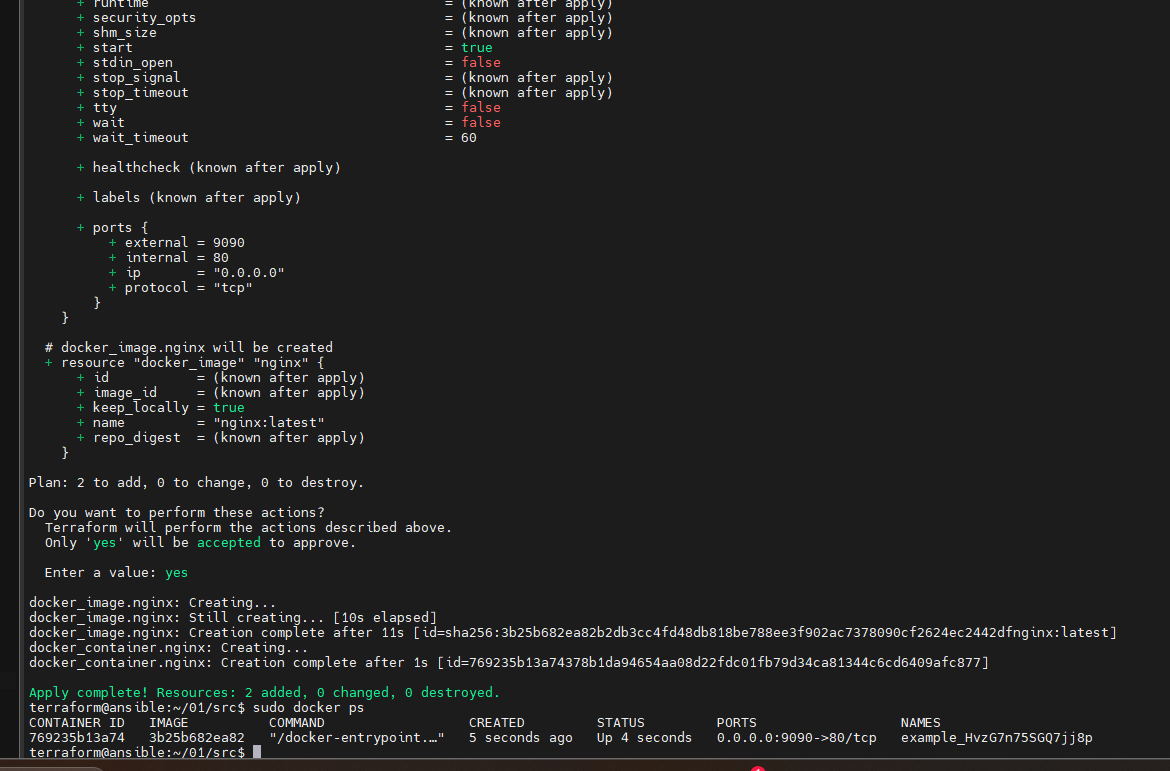 + runtime = (known after apply)
+ security_opts = (known after apply)
+ shm_size = (known after apply)
+ start = true
+ stdin_open = false
+ stop_signal = (known after apply)
+ stop_timeout = (known after apply)
+ tty = false
+ wait = false
+ wait_timeout = 60
+ healthcheck (known after apply)
+ labels (known after apply)
+ ports {
+ external = 9090
+ internal = 80
+ ip = "0.0.0.0"
+ protocol = "tcp"
}
}
# docker_image.nginx will be created
+ resource "docker_image" "nginx" {
+ id = (known after apply)
+ image_id = (known after apply)
+ keep_locally = true
+ name = "nginx:latest"
+ repo_digest = (known after apply)
}
Plan: 2 to add, 0 to change, 0 to destroy.
Do you want to perform these actions?
Terraform will perform the actions described above.
Only 'yes' will be accepted to approve.
Enter a value: yes
docker_image.nginx: Creating...
docker_image.nginx: Still creating... [10s elapsed]
docker_image.nginx: Creation complete after 11s [id=sha256:3b25b682ea82b2db3cc4fd48db818be788ee3f902ac7378090cf2624ec2442dfnginx:latest]
docker_container.nginx: Creating...
docker_container.nginx: Creation complete after 1s [id=769235b13a74378b1da94654aa08d22fdc01fb79d34ca81344c6cd6409afc877]
Apply complete! Resources: 2 added, 0 changed, 0 destroyed.
terraform@ansible:~/01/src$ sudo docker ps
CONTAINER ID IMAGE COMMAND CREATED STATUS PORTS NAMES
769235b13a74 3b25b682ea82 "/docker-entrypoint.…" 5 seconds ago Up 4 seconds 0.0.0.0:9090->80/tcp example_HvzG7n75SGQ7jj8p
terraform@ansible:~/01/src$